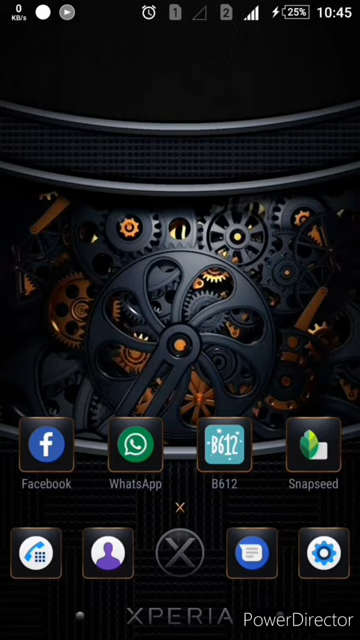 0 KB/s 1 2 25% 10:45
B612
Facebook WhatsApp B612 Snapseed
XPERIA
PowerDirector